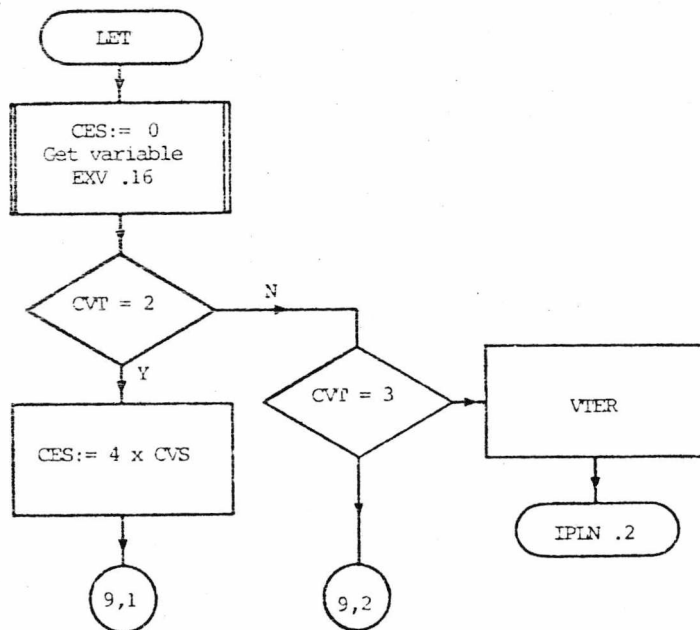 LET
CES:= 0
Get variable
EXV .16
CVT = 2
N
Y
CVT = 3
VTER
CES:= 4 x CVS
IPLN .2
9,1
9,2